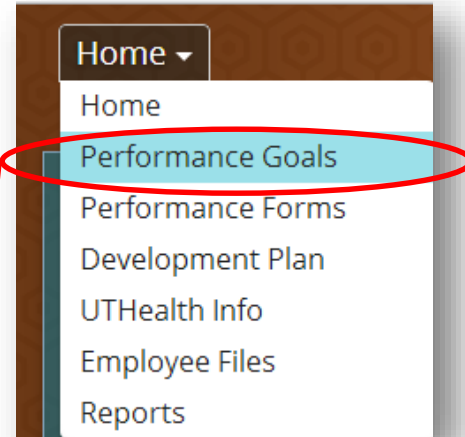 Home
Home
Performance Goals
Performance Forms
Development Plan
UTHealth Info
Employee Files
Reports